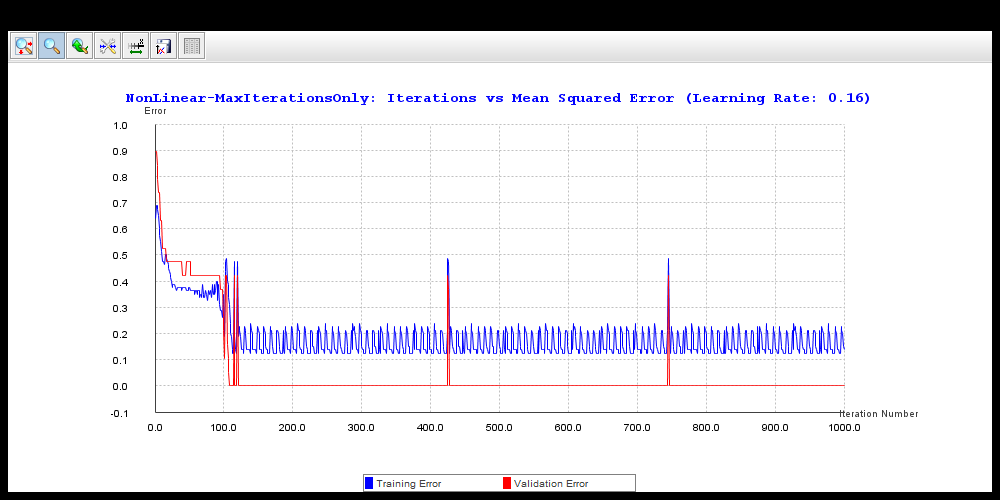 NonLinear-MaxIterationsOnly: Iterations vs Mean Squared Error (Learning Rate: 0.16)
Error
1.0
0.9
0.8
0.7
0.6
0.5
0.4
0.3
0.2
0.1
0.0
-0.1
Iteration Number
0.0 100.0 200.0 300.0 400.0 500.0 600.0 700.0 800.0 900.0 1000.0
Training Error Validation Error